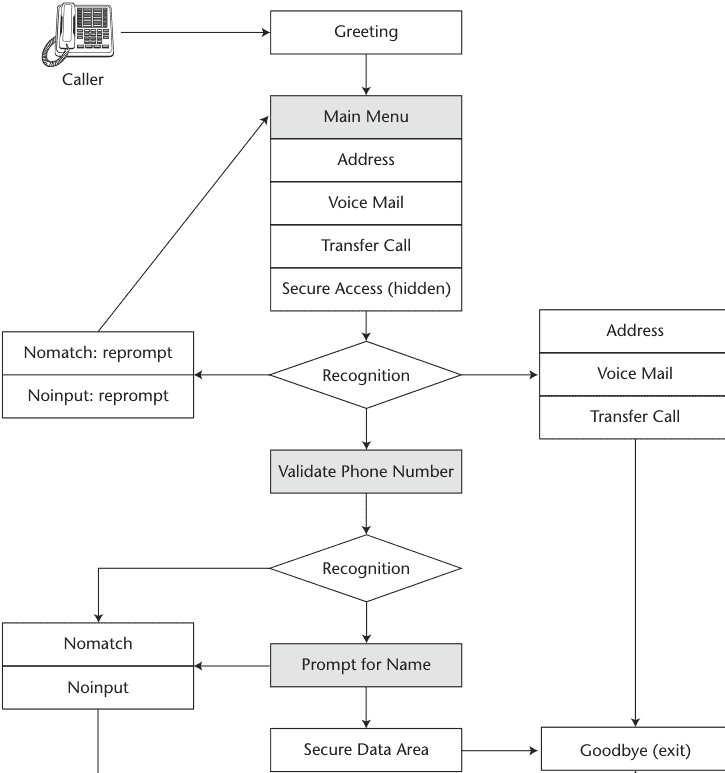 Greeting
Caller
Main Menu
Address
Voice Mail
Transfer Call
Secure Access (hidden)
Nomatch: reprompt
Noinput: reprompt
Recognition
Address
Voice Mail
Transfer Call
Validate Phone Number
Recognition
Nomatch
Noinput
Prompt for Name
Secure Data Area
Goodbye (exit)